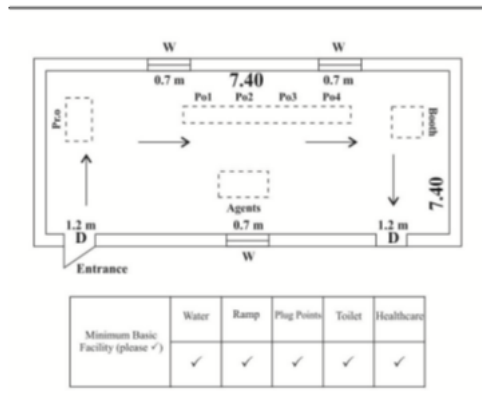 W W
0.7 m 7.40 0.7 m
Po1 Po2 Po3 Po4
Pr.o
Booth
7.40
Agents
1.2 m 0.7 m 1.2 m
D D
W
Entrance
Minimum Basic
Facility (please ✓)
Water Ramp Plug Points Toilet Healthcare
✓ ✓ ✓ ✓ ✓